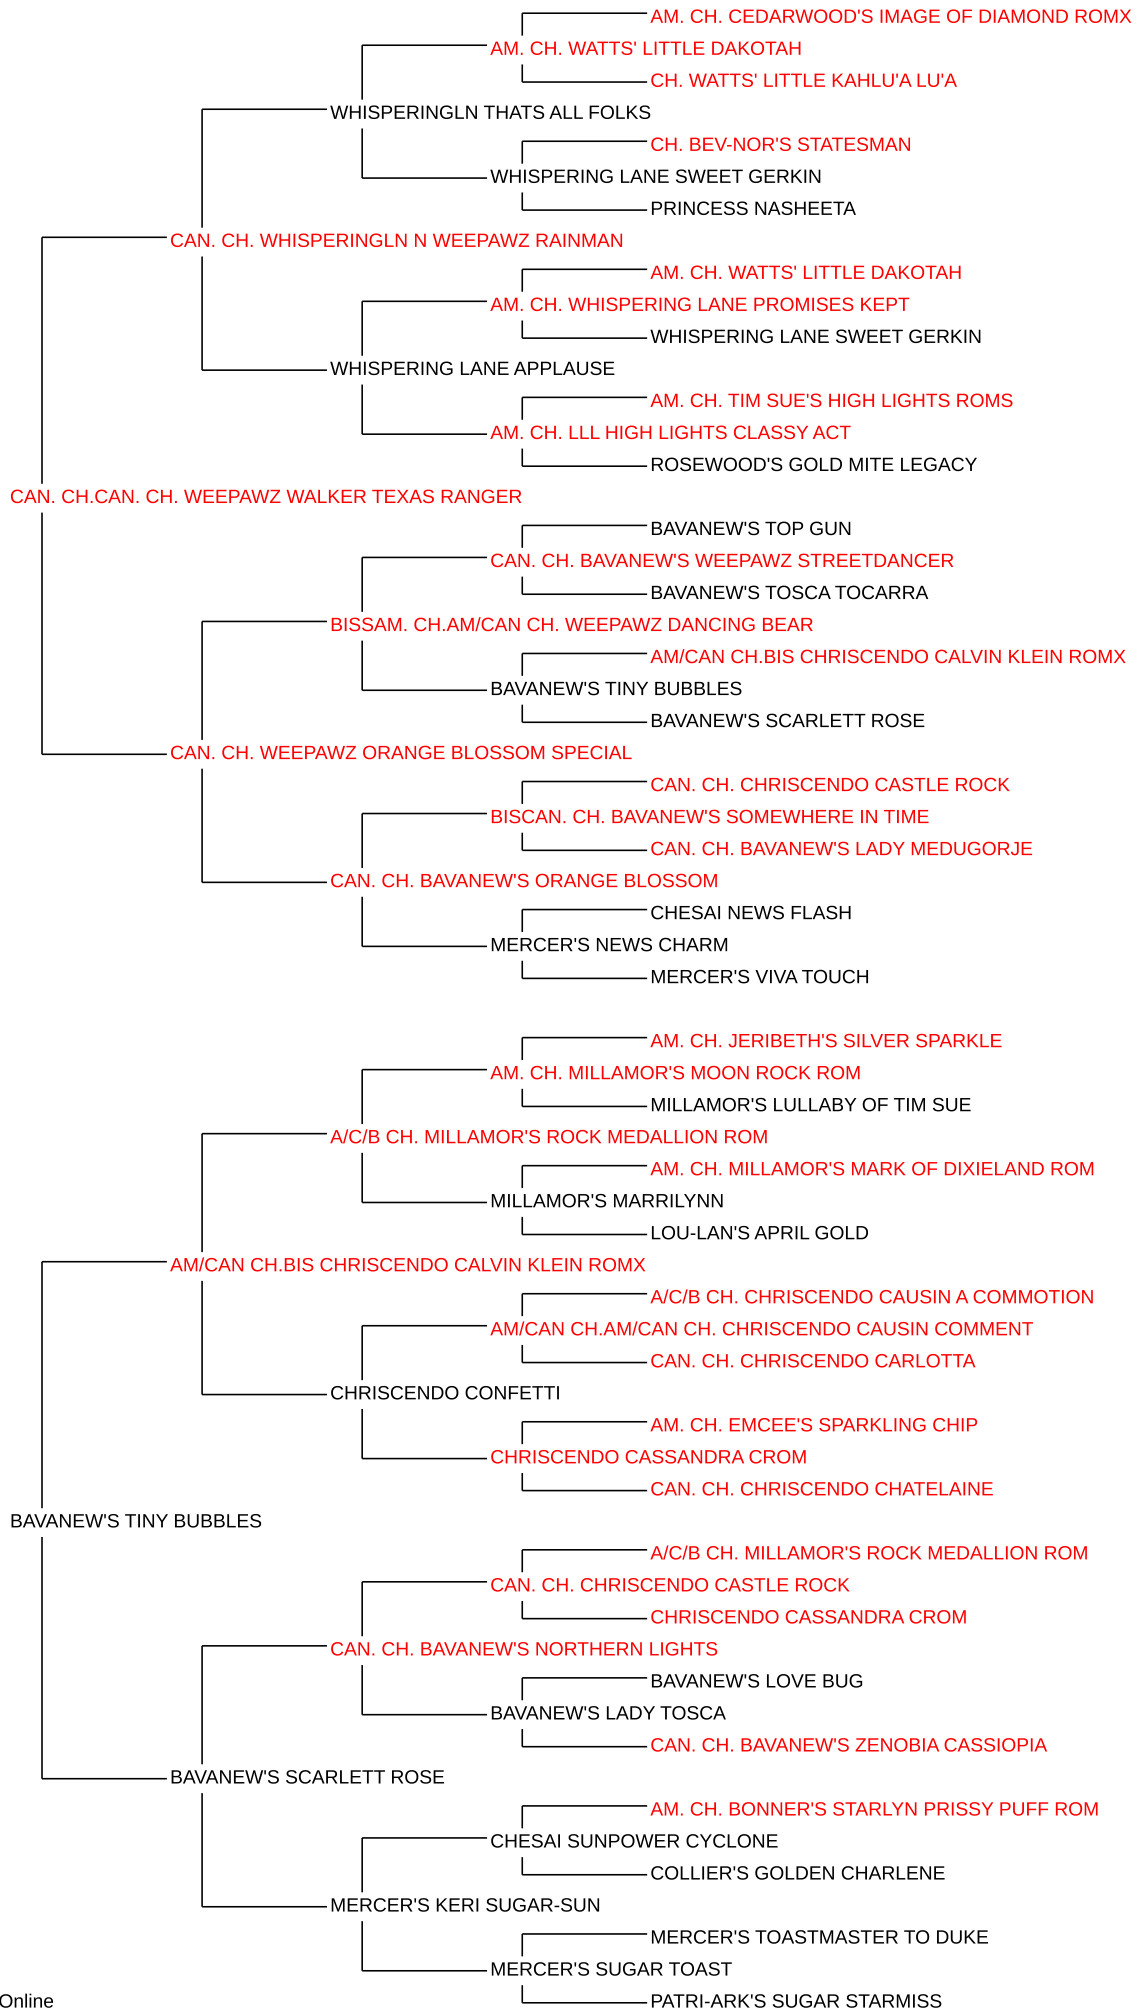 AM. CH. CEDARWOOD'S IMAGE OF DIAMOND ROMX
AM. CH. WATTS' LITTLE DAKOTAH
CH. WATTS' LITTLE KAHLU'A LU'A
WHISPERINGLN THATS ALL FOLKS
CH. BEV-NOR'S STATESMAN
WHISPERING LANE SWEET GERKIN
PRINCESS NASHEETA
CAN. CH. WHISPERINGLN N WEEPAWZ RAINMAN
AM. CH. WATTS' LITTLE DAKOTAH
AM. CH. WHISPERING LANE PROMISES KEPT
WHISPERING LANE SWEET GERKIN
WHISPERING LANE APPLAUSE
AM. CH. TIM SUE'S HIGH LIGHTS ROMS
AM. CH. LLL HIGH LIGHTS CLASSY ACT
ROSEWOOD'S GOLD MITE LEGACY
CAN. CH.CAN. CH. WEEPAWZ WALKER TEXAS RANGER
BAVANEW'S TOP GUN
CAN. CH. BAVANEW'S WEEPAWZ STREETDANCER
BAVANEW'S TOSCA TOCARRA
BISSAM. CH.AM/CAN CH. WEEPAWZ DANCING BEAR
AM/CAN CH.BIS CHRISCENDO CALVIN KLEIN ROMX
BAVANEW'S TINY BUBBLES
BAVANEW'S SCARLETT ROSE
CAN. CH. WEEPAWZ ORANGE BLOSSOM SPECIAL
CAN. CH. CHRISCENDO CASTLE ROCK
BISCAN. CH. BAVANEW'S SOMEWHERE IN TIME
CAN. CH. BAVANEW'S LADY MEDUGORJE
CAN. CH. BAVANEW'S ORANGE BLOSSOM
CHESAI NEWS FLASH
MERCER'S NEWS CHARM
MERCER'S VIVA TOUCH
AM. CH. JERIBETH'S SILVER SPARKLE
AM. CH. MILLAMOR'S MOON ROCK ROM
MILLAMOR'S LULLABY OF TIM SUE
A/C/B CH. MILLAMOR'S ROCK MEDALLION ROM
AM. CH. MILLAMOR'S MARK OF DIXIELAND ROM
MILLAMOR'S MARRILYNN
LOU-LAN'S APRIL GOLD
AM/CAN CH.BIS CHRISCENDO CALVIN KLEIN ROMX
A/C/B CH. CHRISCENDO CAUSIN A COMMOTION
AM/CAN CH.AM/CAN CH. CHRISCENDO CAUSIN COMMENT
CAN. CH. CHRISCENDO CARLOTTA
CHRISCENDO CONFETTI
AM. CH. EMCEE'S SPARKLING CHIP
CHRISCENDO CASSANDRA CROM
CAN. CH. CHRISCENDO CHATELAINE
BAVANEW'S TINY BUBBLES
A/C/B CH. MILLAMOR'S ROCK MEDALLION ROM
CAN. CH. CHRISCENDO CASTLE ROCK
CHRISCENDO CASSANDRA CROM
CAN. CH. BAVANEW'S NORTHERN LIGHTS
BAVANEW'S LOVE BUG
BAVANEW'S LADY TOSCA
CAN. CH. BAVANEW'S ZENOBIA CASSIOPIA
BAVANEW'S SCARLETT ROSE
AM. CH. BONNER'S STARLYN PRISSY PUFF ROM
CHESAI SUNPOWER CYCLONE
COLLIER'S GOLDEN CHARLENE
MERCER'S KERI SUGAR-SUN
MERCER'S TOASTMASTER TO DUKE
MERCER'S SUGAR TOAST
PATRI-ARK'S SUGAR STARMISS
Online